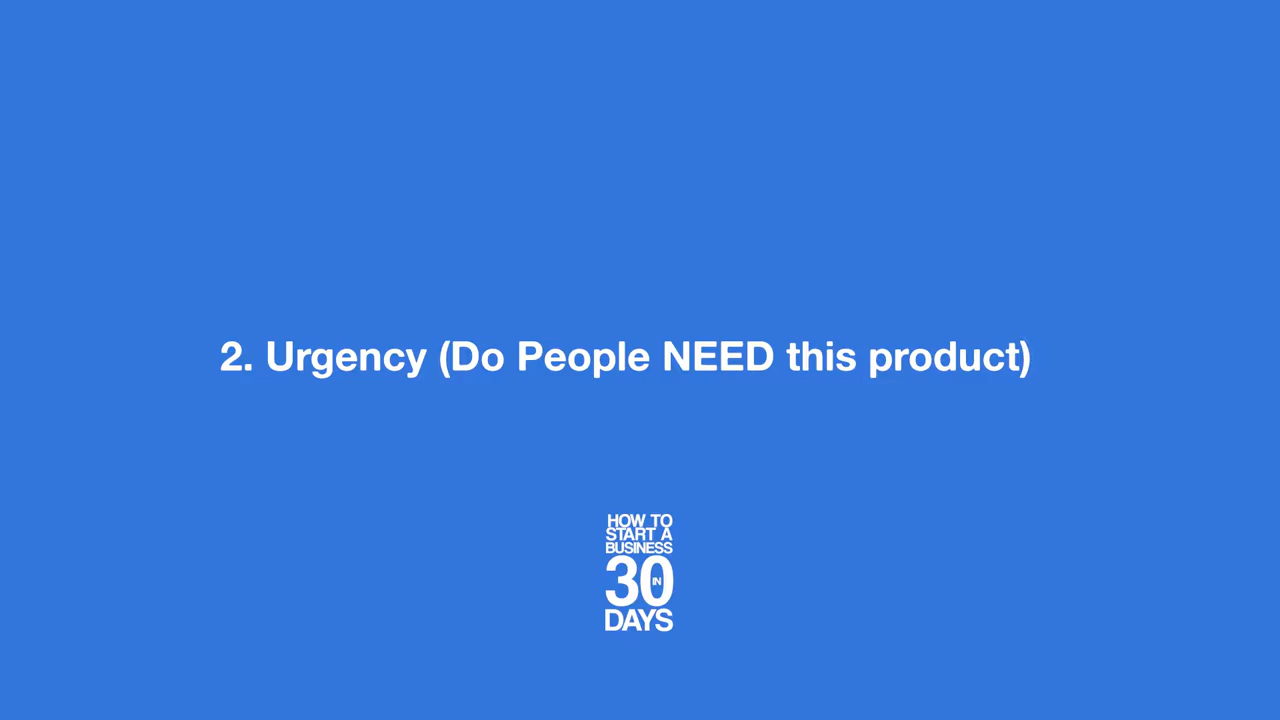 2. Urgency (Do People NEED this product)
HOW TO
START A
BUSINESS
30
IN
DAYS